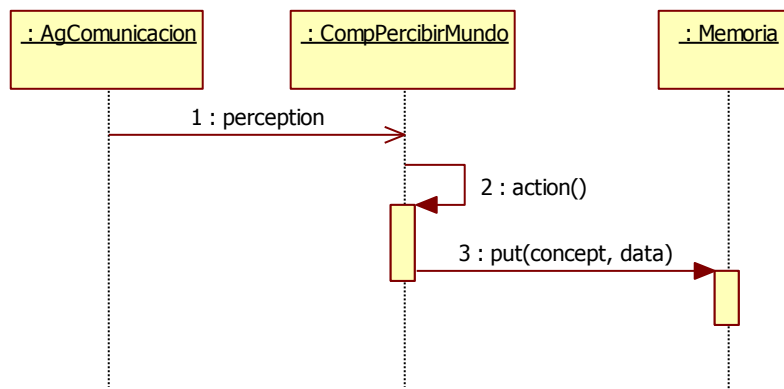 : AgComunicacion
: CompPercibirMundo
: Memoria
1 : perception
2 : action()
3 : put(concept, data)